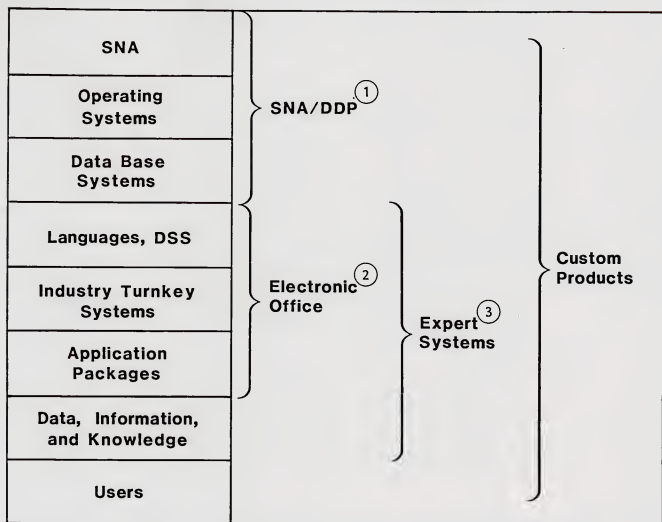 SNA
Operating
Systems
Data Base
Systems
Languages, DSS
Industry Turnkey
Systems
Application
Packages
Data, Information,
and Knowledge
Users
SNA/DDP 1
Electronic 2
Office
Expert 3
Systems
Custom
Products